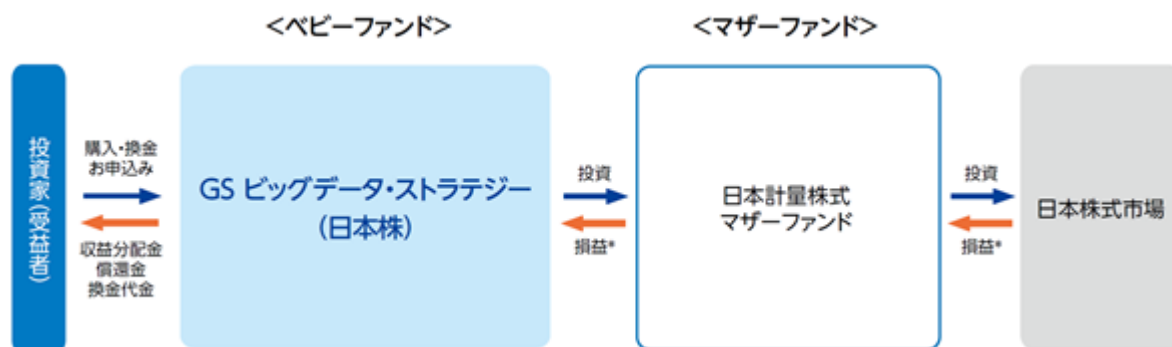 <ベビーファンド>
<マザーファンド>
投資家(受益者)
購入・換金
お申込み
収益分配金
償還金
換金代金
GS ビッグデータ・ストラテジー
(日本株)
投資
損益*
日本計量株式
マザーファンド
投資
損益*
日本株式市場